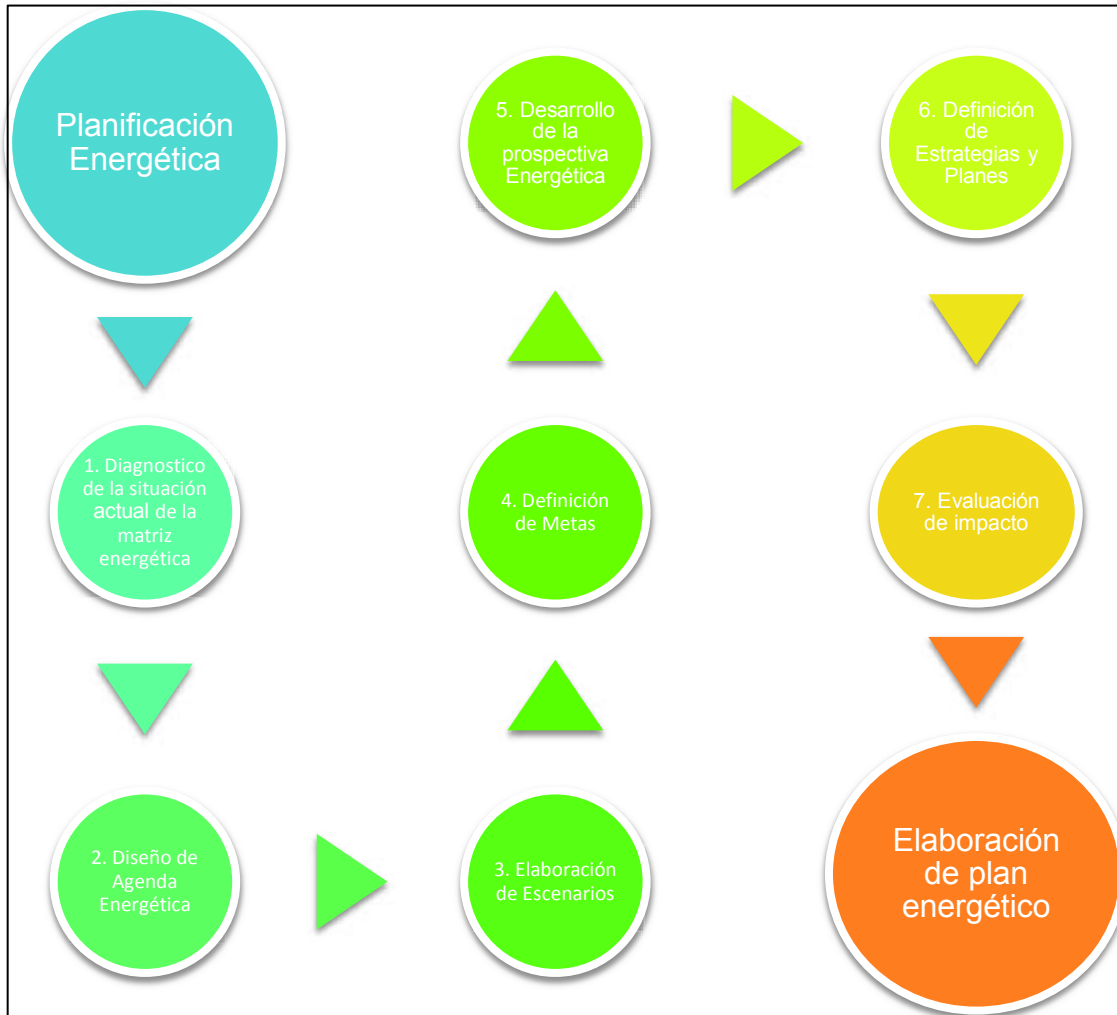 Planificación
Energética
1. Diagnostico
de la situación
actual de la
matriz
energética
2. Diseño de
Agenda
Energética
3. Elaboración
de Escenarios
4. Definición
de Metas
5. Desarrollo
de la
prospectiva
Energética
6. Definición
de
Estrategias y
Planes
7. Evaluación
de impacto
Elaboración
de plan
energético